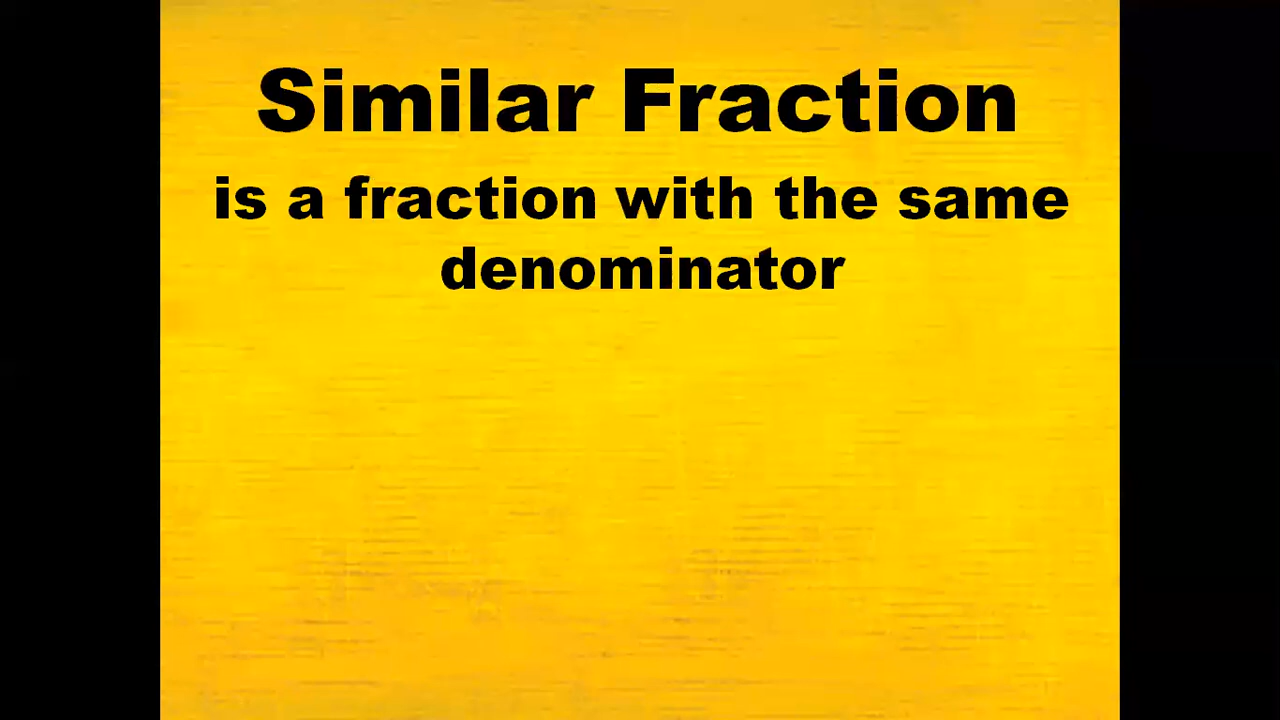 Similar Fraction
is a fraction with the same
denominator